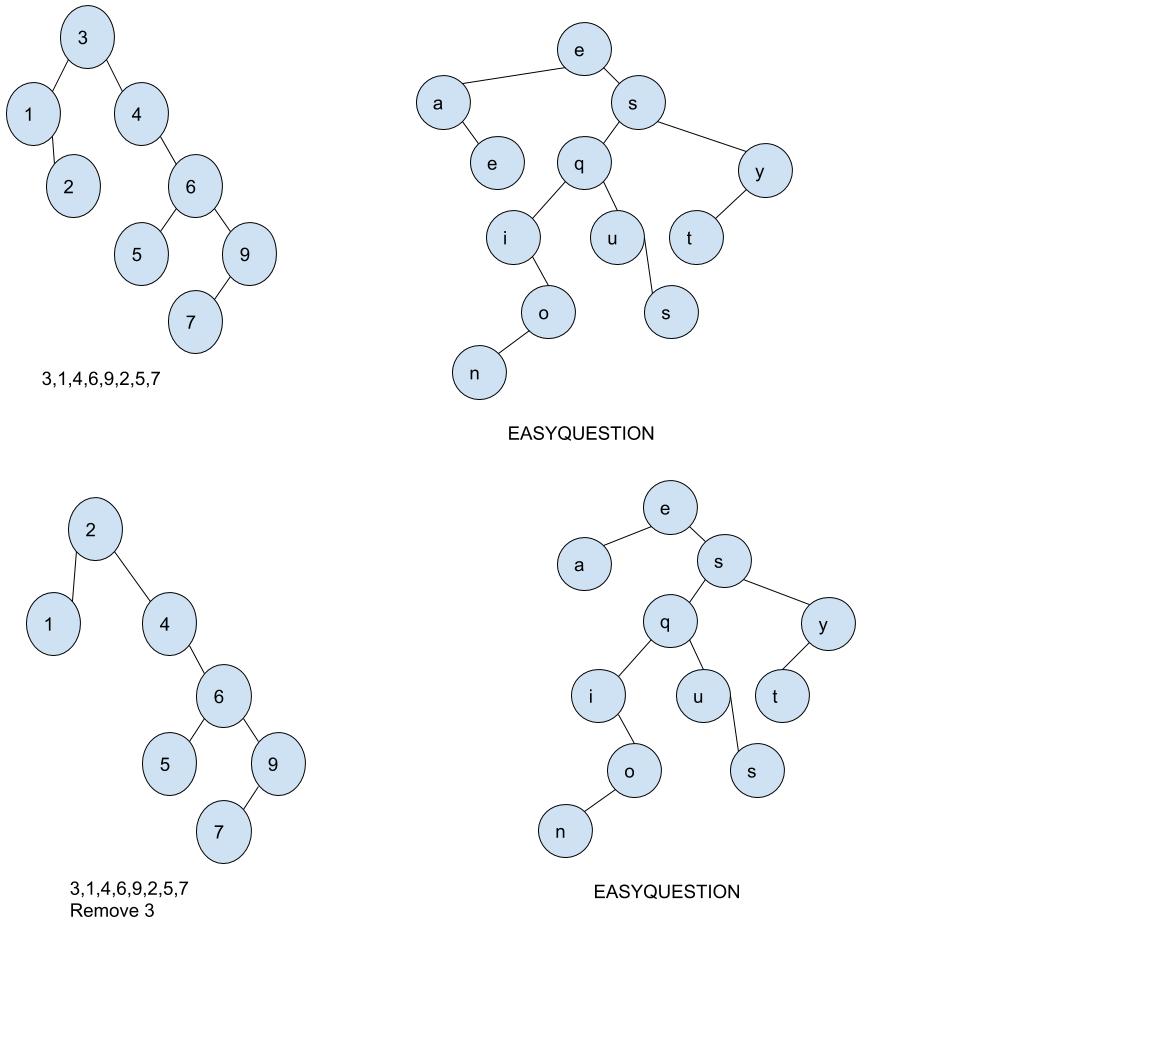 3
1
4
2
6
5
9
7
3,1,4,6,9,2,5,7
e
a
s
e
q
y
i
u
t
o
s
n
EASYQUESTION
2
1
4
6
5
9
7
3,1,4,6,9,2,5,7
Remove 3
e
a
s
q
y
i
u
t
o
s
n
EASYQUESTION